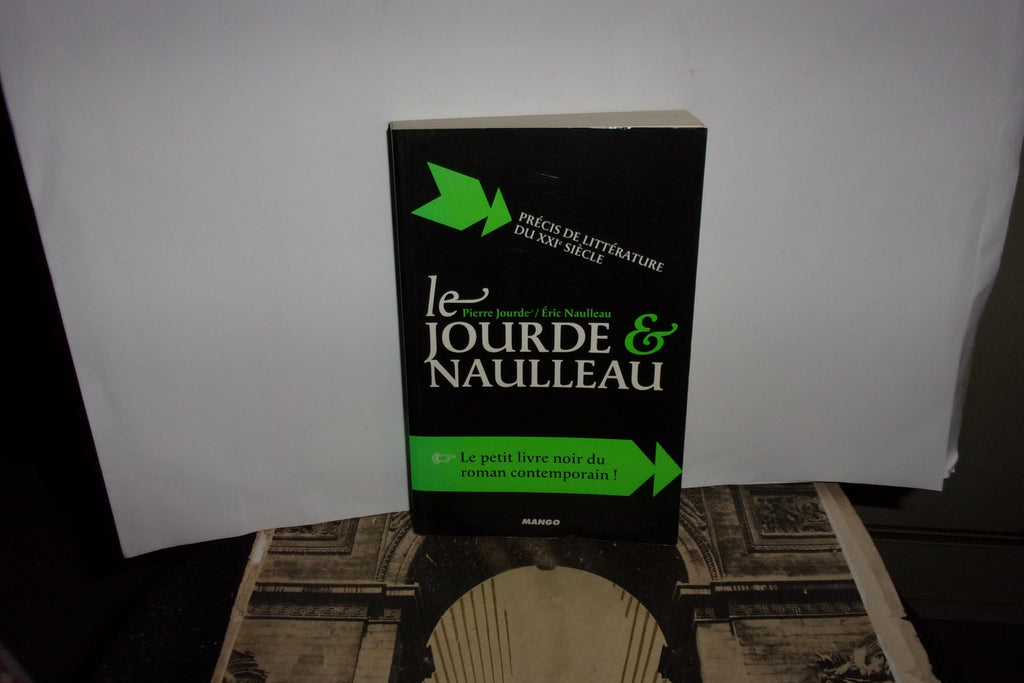 PRÉCIS DE LITTÉRATURE
DU XXIᵉ SIÈCLE
le
Pierre Jourde / Éric Naulleau
JOURDE &
NAULLEAU
Le petit livre noir du
roman contemporain !
MANGO